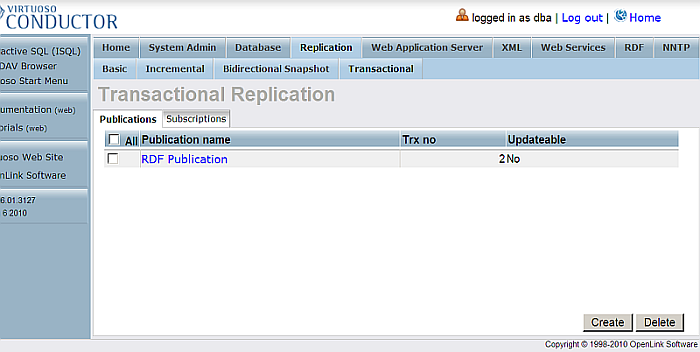 VIRTUOSO
CONDUCTOR
logged in as dba | Log out | Home
active SQL (ISQL)
DAV Browser
oso Start Menu
umentation (web)
orials (web)
uoso Web Site
enLink Software
6.01.3127
6 2010
Home System Admin Database Replication Web Application Server XML Web Services RDF NNTP
Basic Incremental Bidirectional Snapshot Transactional
Transactional Replication
Publications Subscriptions
All Publication name Trx no Updateable
RDF Publication 2 No
Create Delete
Copyright © 1998-2010 OpenLink Software